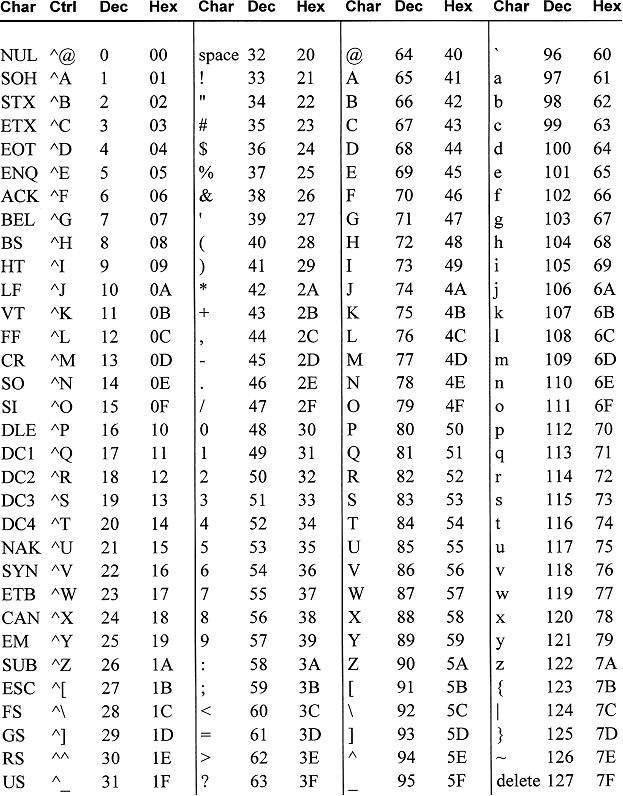 Char Ctrl Dec Hex Char Dec Hex Char Dec Hex Char Dec Hex
NUL ^@ 0 00 space 32 20 @ 64 40 ` 96 60
SOH ^A 1 01 ! 33 21 A 65 41 a 97 61
STX ^B 2 02 " 34 22 B 66 42 b 98 62
ETX ^C 3 03 # 35 23 C 67 43 c 99 63
EOT ^D 4 04 $ 36 24 D 68 44 d 100 64
ENQ ^E 5 05 % 37 25 E 69 45 e 101 65
ACK ^F 6 06 & 38 26 F 70 46 f 102 66
BEL ^G 7 07 ' 39 27 G 71 47 g 103 67
BS ^H 8 08 ( 40 28 H 72 48 h 104 68
HT ^I 9 09 ) 41 29 I 73 49 i 105 69
LF ^J 10 0A * 42 2A J 74 4A j 106 6A
VT ^K 11 0B + 43 2B K 75 4B k 107 6B
FF ^L 12 0C , 44 2C L 76 4C l 108 6C
CR ^M 13 0D - 45 2D M 77 4D m 109 6D
SO ^N 14 0E . 46 2E N 78 4E n 110 6E
SI ^O 15 0F / 47 2F O 79 4F o 111 6F
DLE ^P 16 10 0 48 30 P 80 50 p 112 70
DC1 ^Q 17 11 1 49 31 Q 81 51 q 113 71
DC2 ^R 18 12 2 50 32 R 82 52 r 114 72
DC3 ^S 19 13 3 51 33 S 83 53 s 115 73
DC4 ^T 20 14 4 52 34 T 84 54 t 116 74
NAK ^U 21 15 5 53 35 U 85 55 u 117 75
SYN ^V 22 16 6 54 36 V 86 56 v 118 76
ETB ^W 23 17 7 55 37 W 87 57 w 119 77
CAN ^X 24 18 8 56 38 X 88 58 x 120 78
EM ^Y 25 19 9 57 39 Y 89 59 y 121 79
SUB ^Z 26 1A : 58 3A Z 90 5A z 122 7A
ESC ^[ 27 1B ; 59 3B [ 91 5B { 123 7B
FS ^\ 28 1C < 60 3C \ 92 5C | 124 7C
GS ^] 29 1D = 61 3D ] 93 5D } 125 7D
RS ^^ 30 1E > 62 3E ^ 94 5E ~ 126 7E
US ^_ 31 1F ? 63 3F _ 95 5F delete 127 7F